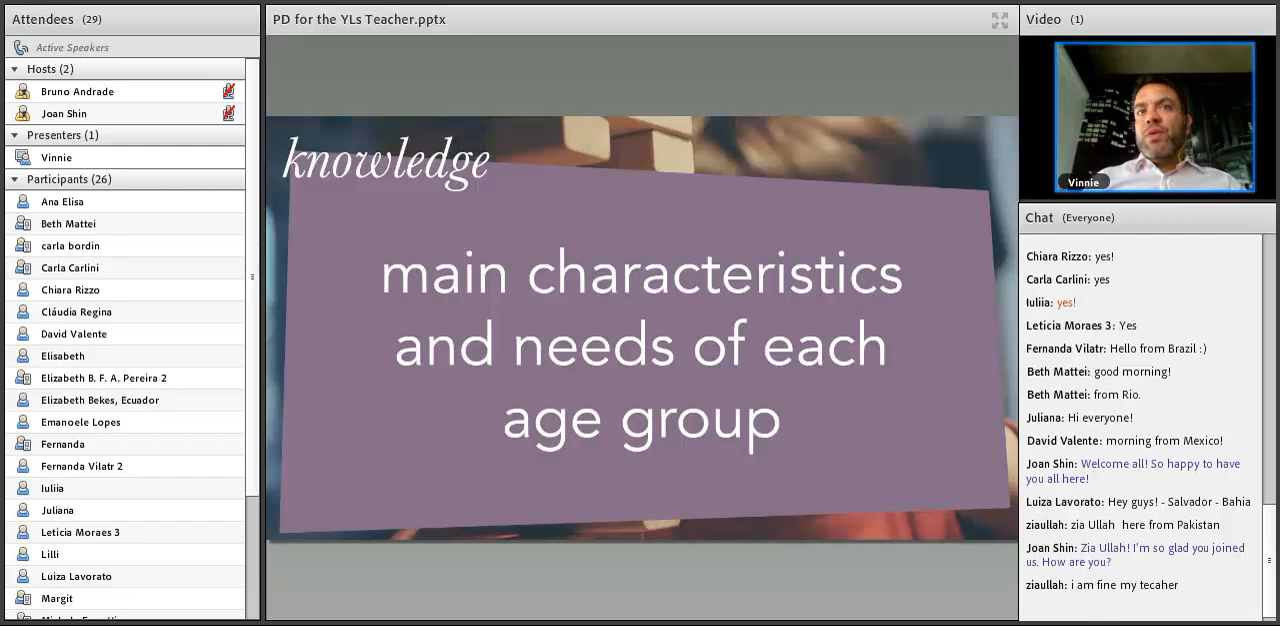 Attendees (29)
Active Speakers
Hosts (2)
Bruno Andrade
Joan Shin
Presenters (1)
Vinnie
Participants (26)
Ana Elisa
Beth Mattei
carla bordin
Carla Carlini
Chiara Rizzo
Cláudia Regina
David Valente
Elisabeth
Elizabeth B. F. A. Pereira 2
Elizabeth Bekes, Ecuador
Emanoele Lopes
Fernanda
Fernanda Vilatr 2
Iuliia
Juliana
Leticia Moraes 3
Lilli
Luiza Lavorato
Margit
PD for the YLs Teacher.pptx
knowledge
main characteristics
and needs of each
age group
Video (1)
Vinnie
Chat (Everyone)
Chiara Rizzo: yes!
Carla Carlini: yes
Iuliia: yes!
Leticia Moraes 3: Yes
Fernanda Vilatr: Hello from Brazil :)
Beth Mattei: good morning!
Beth Mattei: from Rio.
Juliana: Hi everyone!
David Valente: morning from Mexico!
Joan Shin: Welcome all! So happy to have
you all here!
Luiza Lavorato: Hey guys! - Salvador - Bahia
ziaullah: zia Ullah here from Pakistan
Joan Shin: Zia Ullah! I'm so glad you joined
us. How are you?
ziaullah: i am fine my tecaher